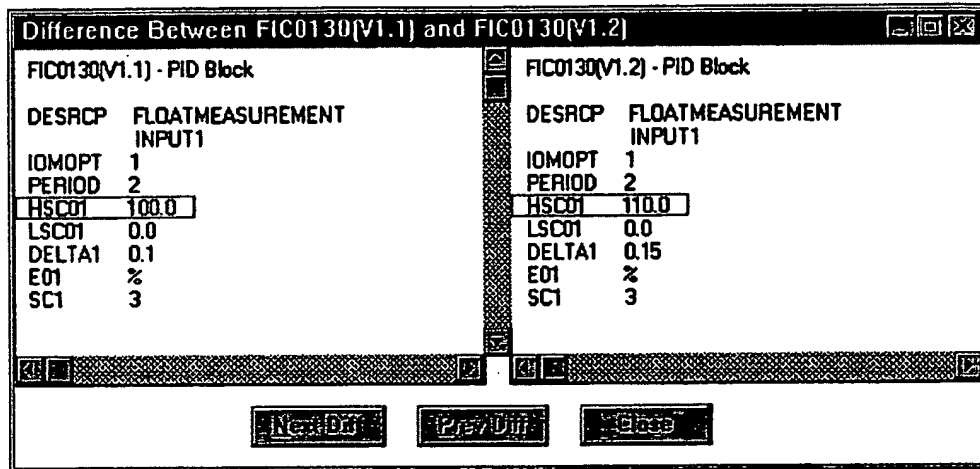 Difference Between FIC0130(V1.1) and FIC0130(V1.2)
FIC0130(V1.1) - PID Block
DESRCP FLOATMEASUREMENT
INPUT1
IOMOPT 1
PERIOD 2
HSC01 100.0
LSC01 0.0
DELTA1 0.1
E01 %
SC1 3
FIC0130(V1.2) - PID Block
DESRCP FLOATMEASUREMENT
INPUT1
IOMOPT 1
PERIOD 2
HSC01 110.0
LSC01 0.0
DELTA1 0.15
E01 %
SC1 3
Next Diff Prev Diff Close